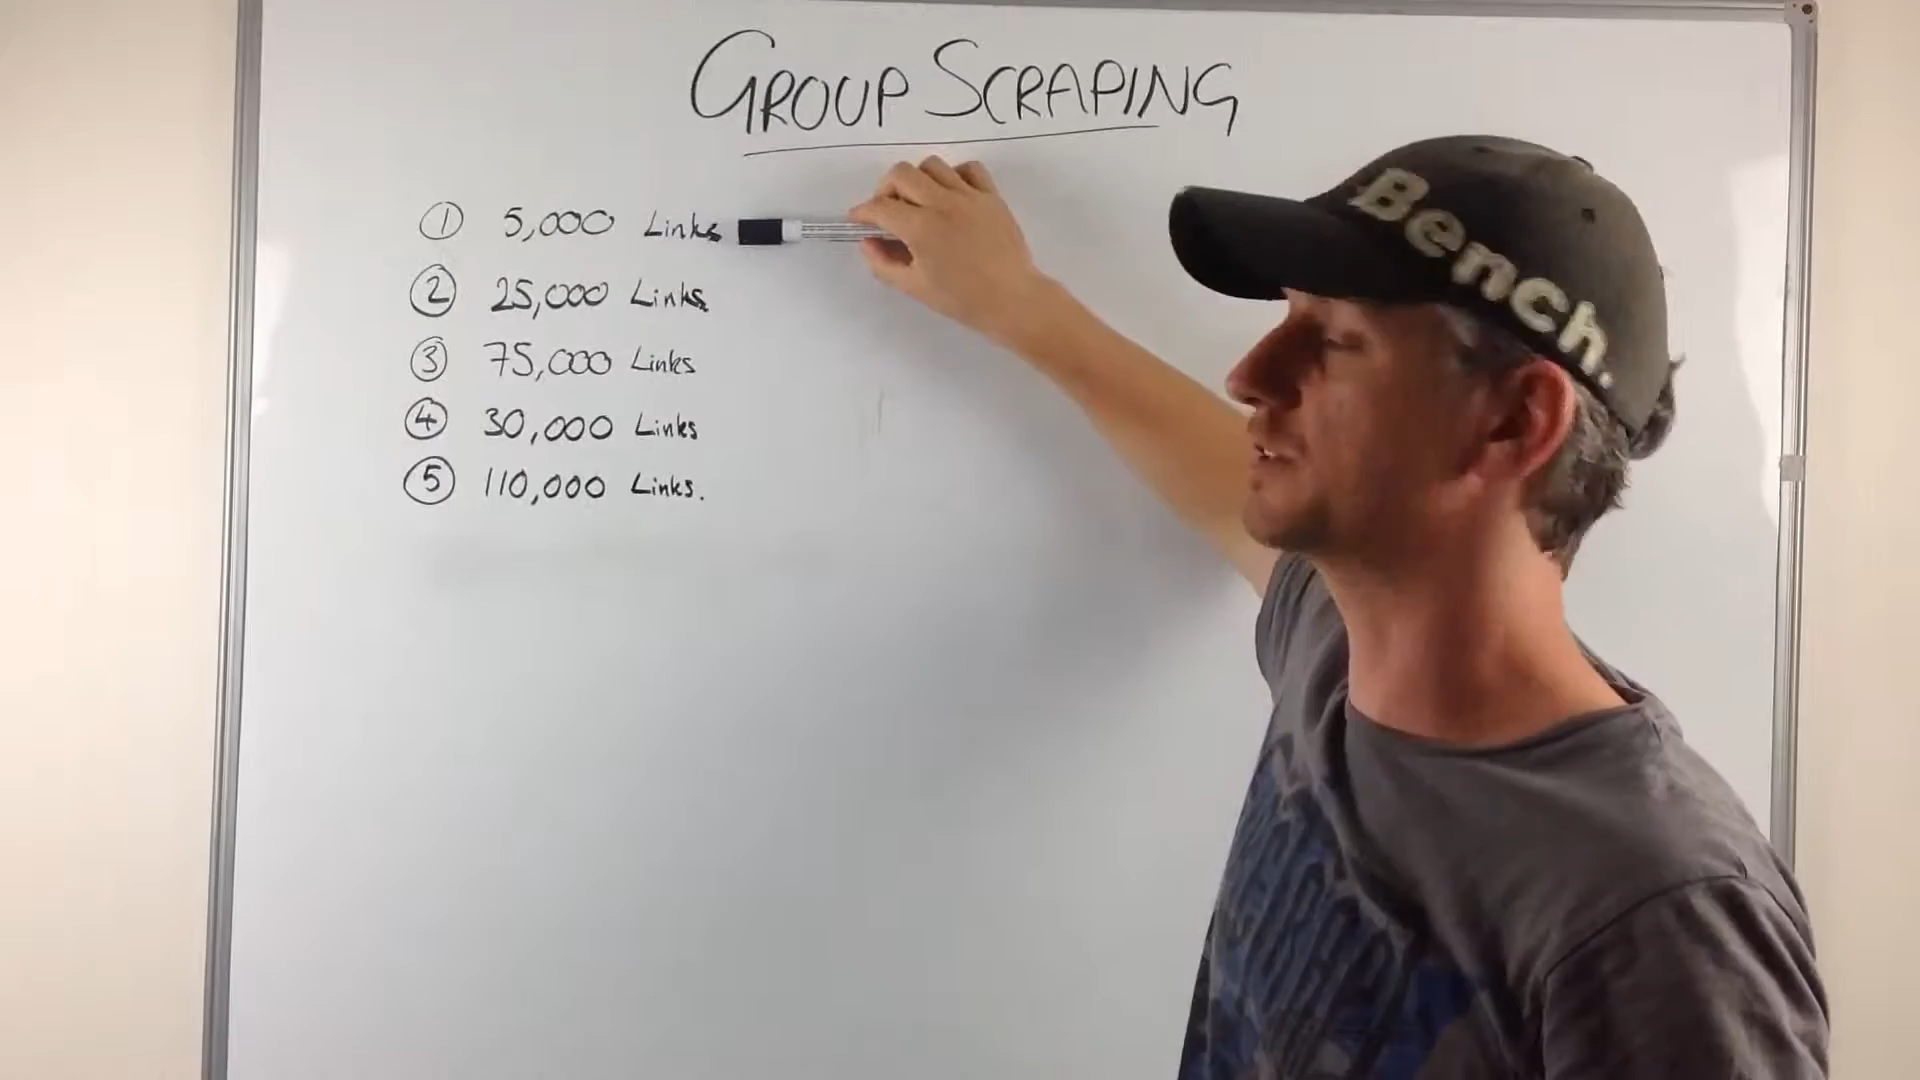 GROUP SCRAPING
① 5,000 Links
② 25,000 Links
③ 75,000 Links
④ 30,000 Links
⑤ 110,000 Links.
Bench.